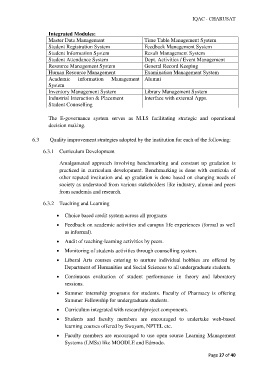 IQAC - CHARUSAT
Integrated Modules:
Master Data Management Time Table Management System
Student Registration System Feedback Management System
Student Information System Result Management System
Student Attendance System Dept. Activities / Event Management
Resource Management System General Record Keeping
Human Resource Management Examination Management System
Academic Information Management Alumni
System
Inventory Management System Library Management System
Industrial Interaction & Placement Interface with external Apps
Student Counselling
The E-governance system serves as M.I.S facilitating strategic and operational
decision making.
6.3 Quality improvement strategies adopted by the institution for each of the following:
6.3.1 Curriculum Development
Amalgamated approach involving benchmarking and constant up gradation is
practiced in curriculum development. Benchmarking is done with curricula of
other reputed institution and up gradation is done based on changing needs of
society as understood from various stakeholders like industry, alumni and peers
from academia and research.
6.3.2 Teaching and Learning
• Choice based credit system across all programs
• Feedback on academic activities and campus life experiences (formal as well
as informal).
• Audit of teaching-learning activities by peers.
• Monitoring of students activities through counselling system.
• Liberal Arts courses catering to nurture individual hobbies are offered by
Department of Humanities and Social Sciences to all undergraduate students.
• Continuous evaluation of student performance in theory and laboratory
sessions.
• Summer internship programs for students. Faculty of Pharmacy is offering
Summer Fellowship for undergraduate students.
• Curriculum integrated with research/project components.
• Students and faculty members are encouraged to undertake web-based
learning courses offered by Swayam, NPTEL etc.
• Faculty members are encouraged to use open source Learning Management
Systems (LMSs) like MOODLE and Edmodo.
Page 27 of 40